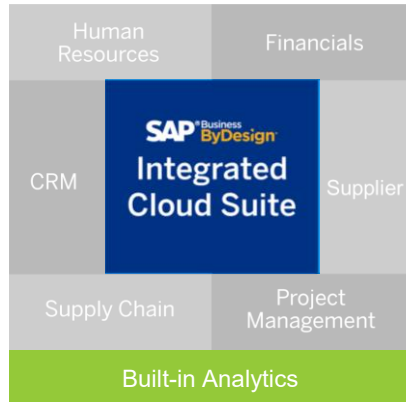 Human
Resources
Financials
SAP® Business
ByDesign
Integrated
Cloud Suite
CRM
Supplier
Supply Chain
Project
Management
Built-in Analytics